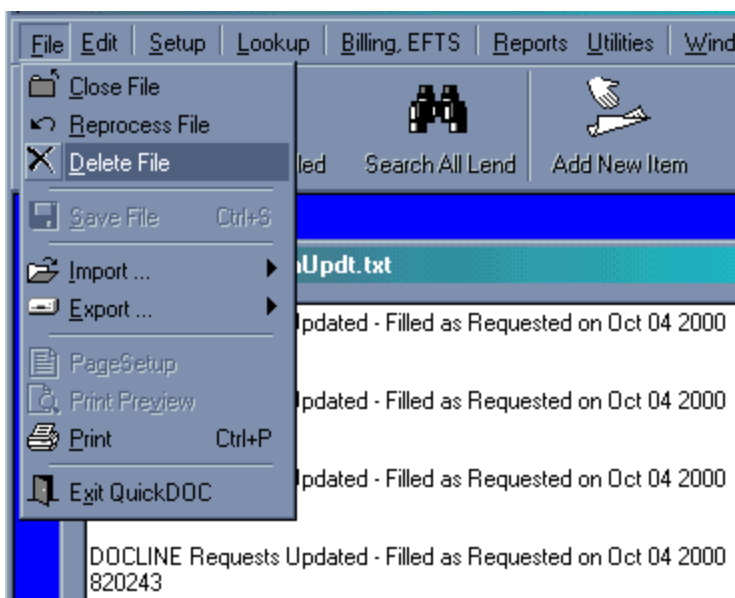 File Edit Setup Lookup Billing, EFTS Reports Utilities Wind
Close File
Reprocess File
Delete File
led Search All Lend Add New Item
Save File Ctrl+S
Import ...
Updt.txt
Export ...
pdated - Filled as Requested on Oct 04 2000
PageSetup
Print Preview
pdated - Filled as Requested on Oct 04 2000
Print Ctrl+P
pdated - Filled as Requested on Oct 04 2000
Exit QuickDOC
DOCLINE Requests Updated - Filled as Requested on Oct 04 2000
820243